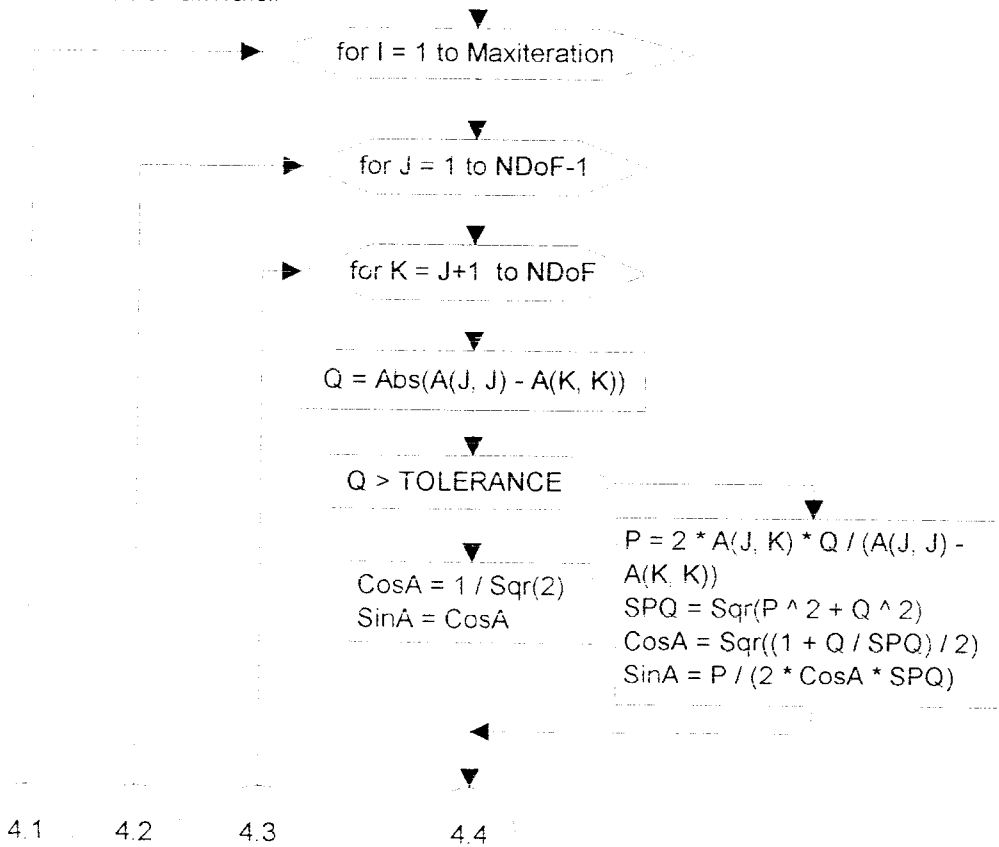 for I = 1 to Maxiteration
for J = 1 to NDoF-1
for K = J+1 to NDoF
Q = Abs(A(J, J) - A(K, K))
Q > TOLERANCE
P = 2 * A(J, K) * Q / (A(J, J) -
A(K, K))
SPQ = Sqr(P ^ 2 + Q ^ 2)
CosA = Sqr((1 + Q / SPQ) / 2)
SinA = P / (2 * CosA * SPQ)
CosA = 1 / Sqr(2)
SinA = CosA
4.1 4.2 4.3 4.4